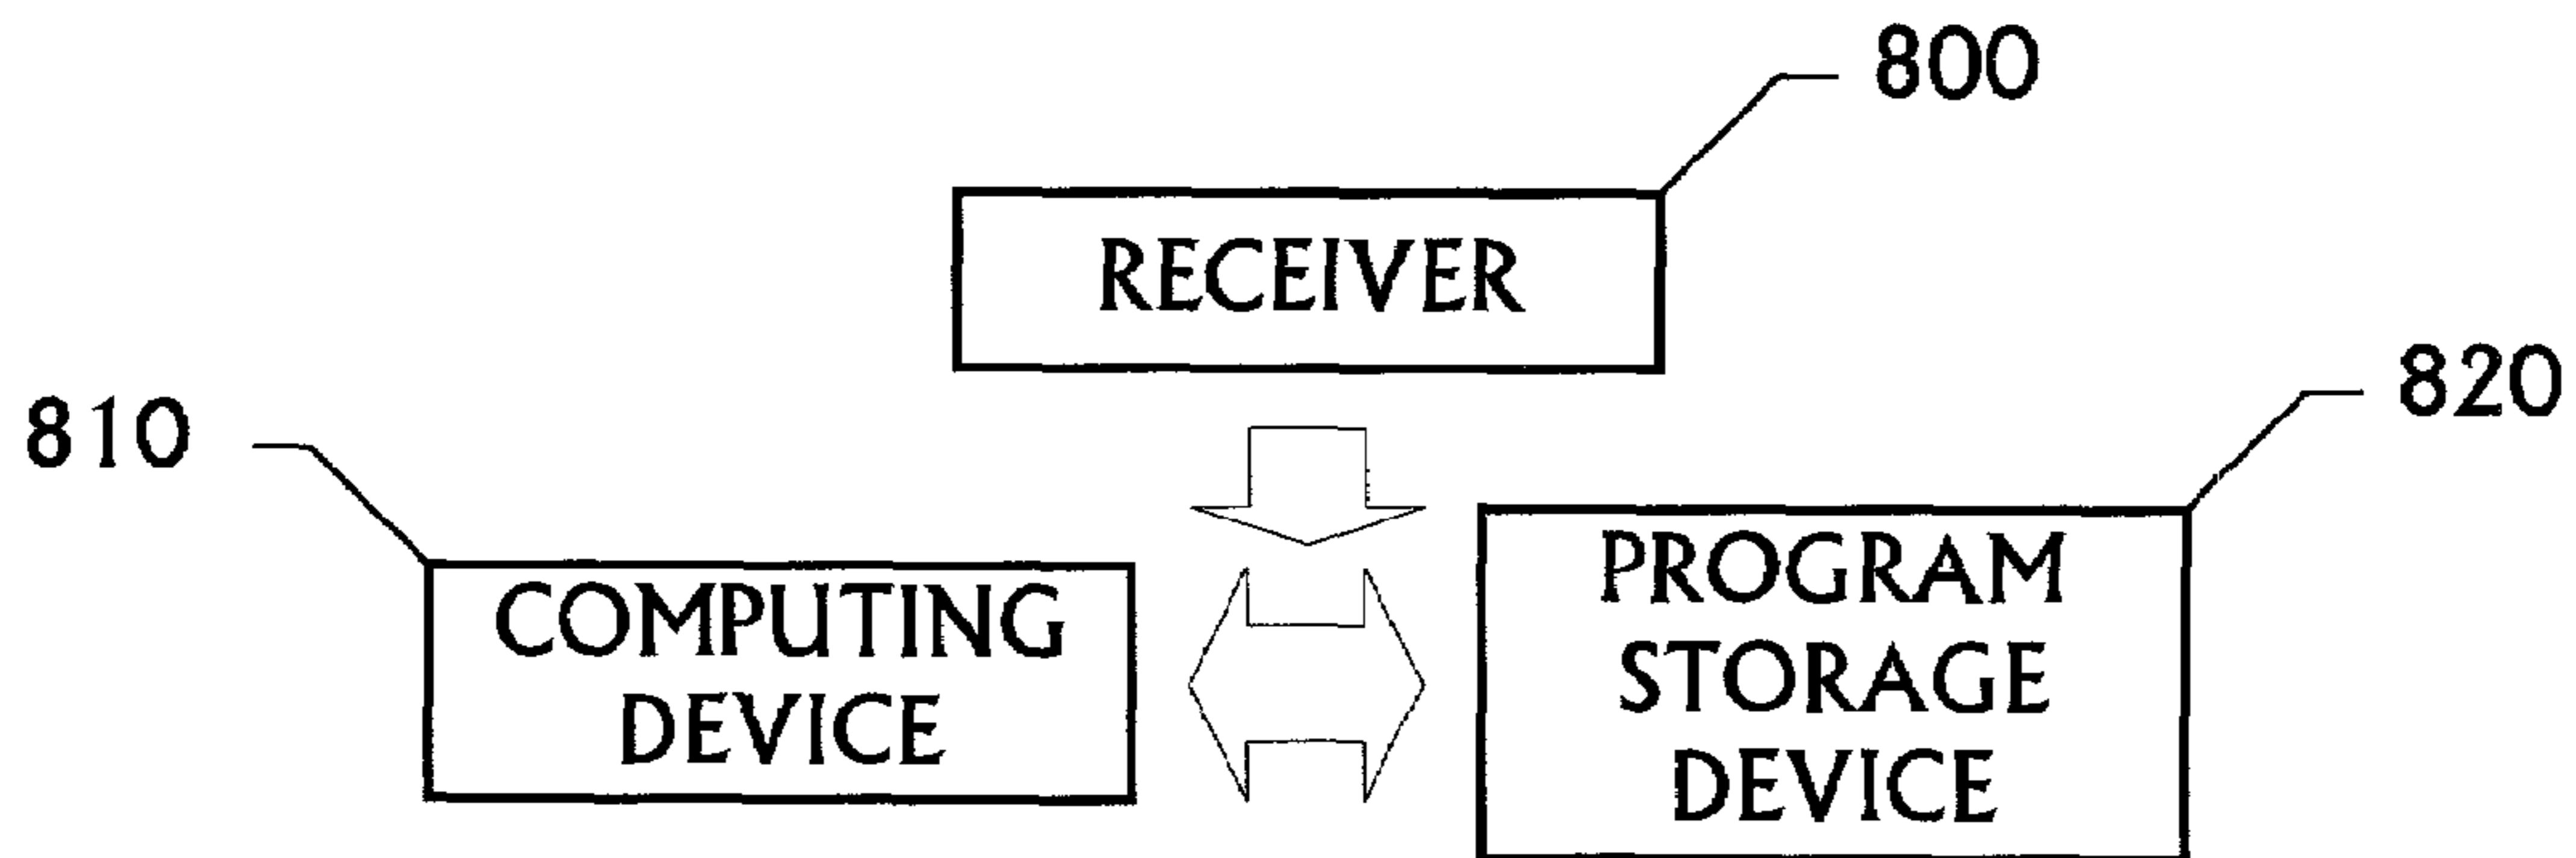 800
RECEIVER
810
820
COMPUTING
DEVICE
PROGRAM
STORAGE
DEVICE